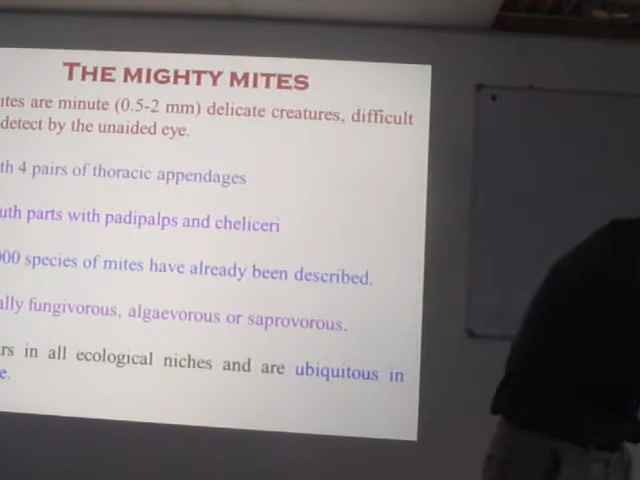 THE MIGHTY MITES
ites are minute (0.5-2 mm) delicate creatures, difficult
detect by the unaided eye.
th 4 pairs of thoracic appendages
uth parts with padipalps and cheliceri
000 species of mites have already been described.
ally fungivorous, algaevorous or saprovorous.
rs in all ecological niches and are ubiquitous in
e.